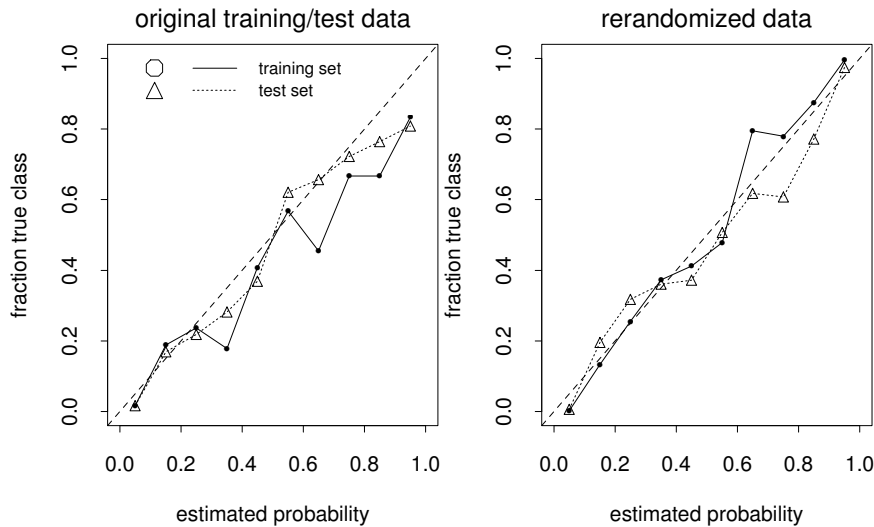 original training/test data
training set
test set
fraction true class
0.0 0.2 0.4 0.6 0.8 1.0
0.0 0.2 0.4 0.6 0.8 1.0
estimated probability
rerandomized data
fraction true class
0.0 0.2 0.4 0.6 0.8 1.0
0.0 0.2 0.4 0.6 0.8 1.0
estimated probability